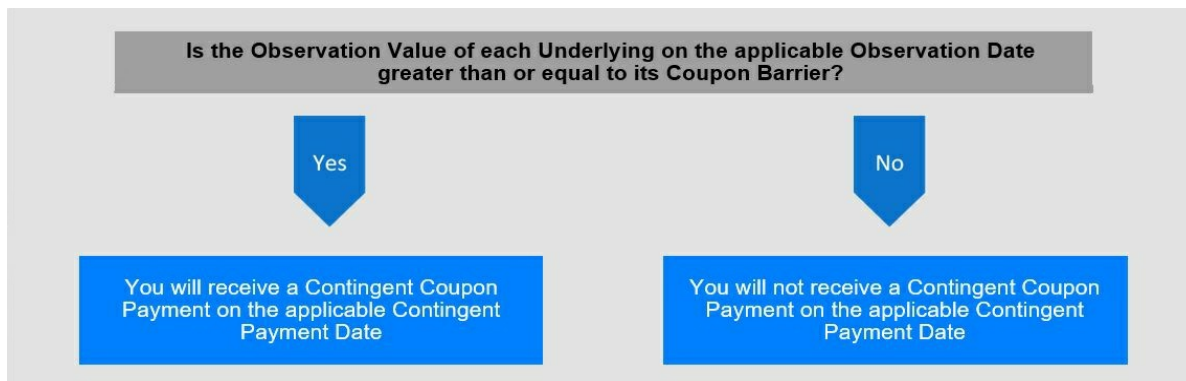 Is the Observation Value of each Underlying on the applicable Observation Date
greater than or equal to its Coupon Barrier?
Yes
No
You will receive a Contingent Coupon
Payment on the applicable Contingent
Payment Date
You will not receive a Contingent Coupon
Payment on the applicable Contingent
Payment Date